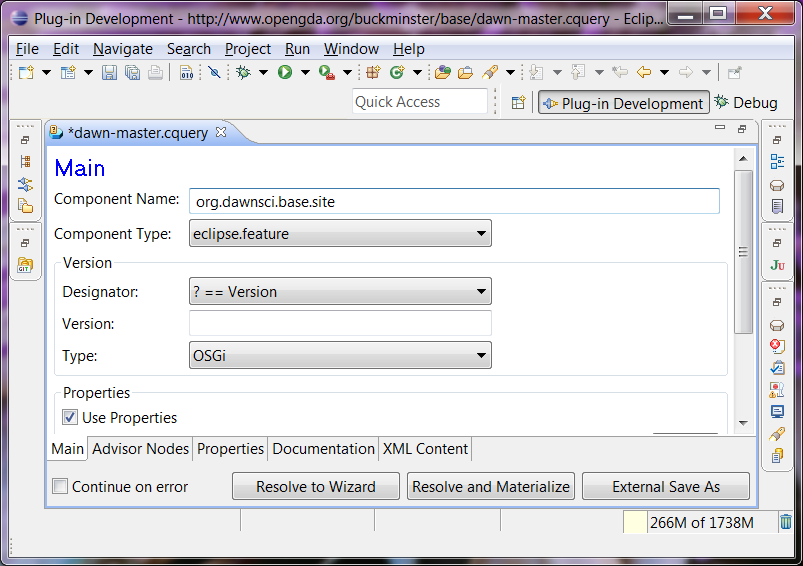 Plug-in Development - http://www.opengda.org/buckminster/base/dawn-master.cquery - Eclip...
File Edit Navigate Search Project Run Window Help
010
Quick Access
Plug-in Development Debug
*dawn-master.cquery
Main
Component Name: org.dawnsci.base.site
Component Type: eclipse.feature
Version
Designator: ? == Version
Version:
Type: OSGi
Properties
Use Properties
Main Advisor Nodes Properties Documentation XML Content
Continue on error Resolve to Wizard Resolve and Materialize External Save As
266M of 1738M
GIT
JU